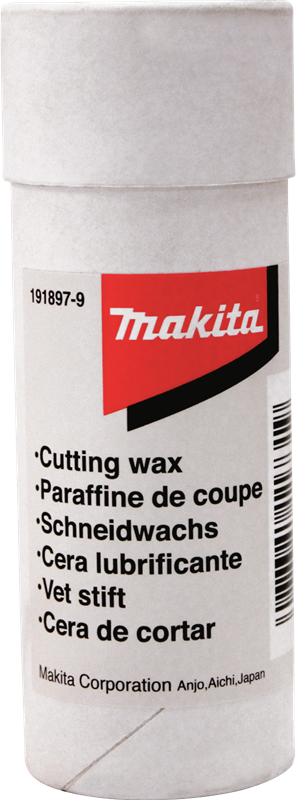 191897-9
makita
·Cutting wax
·Paraffine de coupe
·Schneidwachs
·Cera lubrificante
·Vet stift
·Cera de cortar
Makita Corporation Anjo,Aichi,Japan